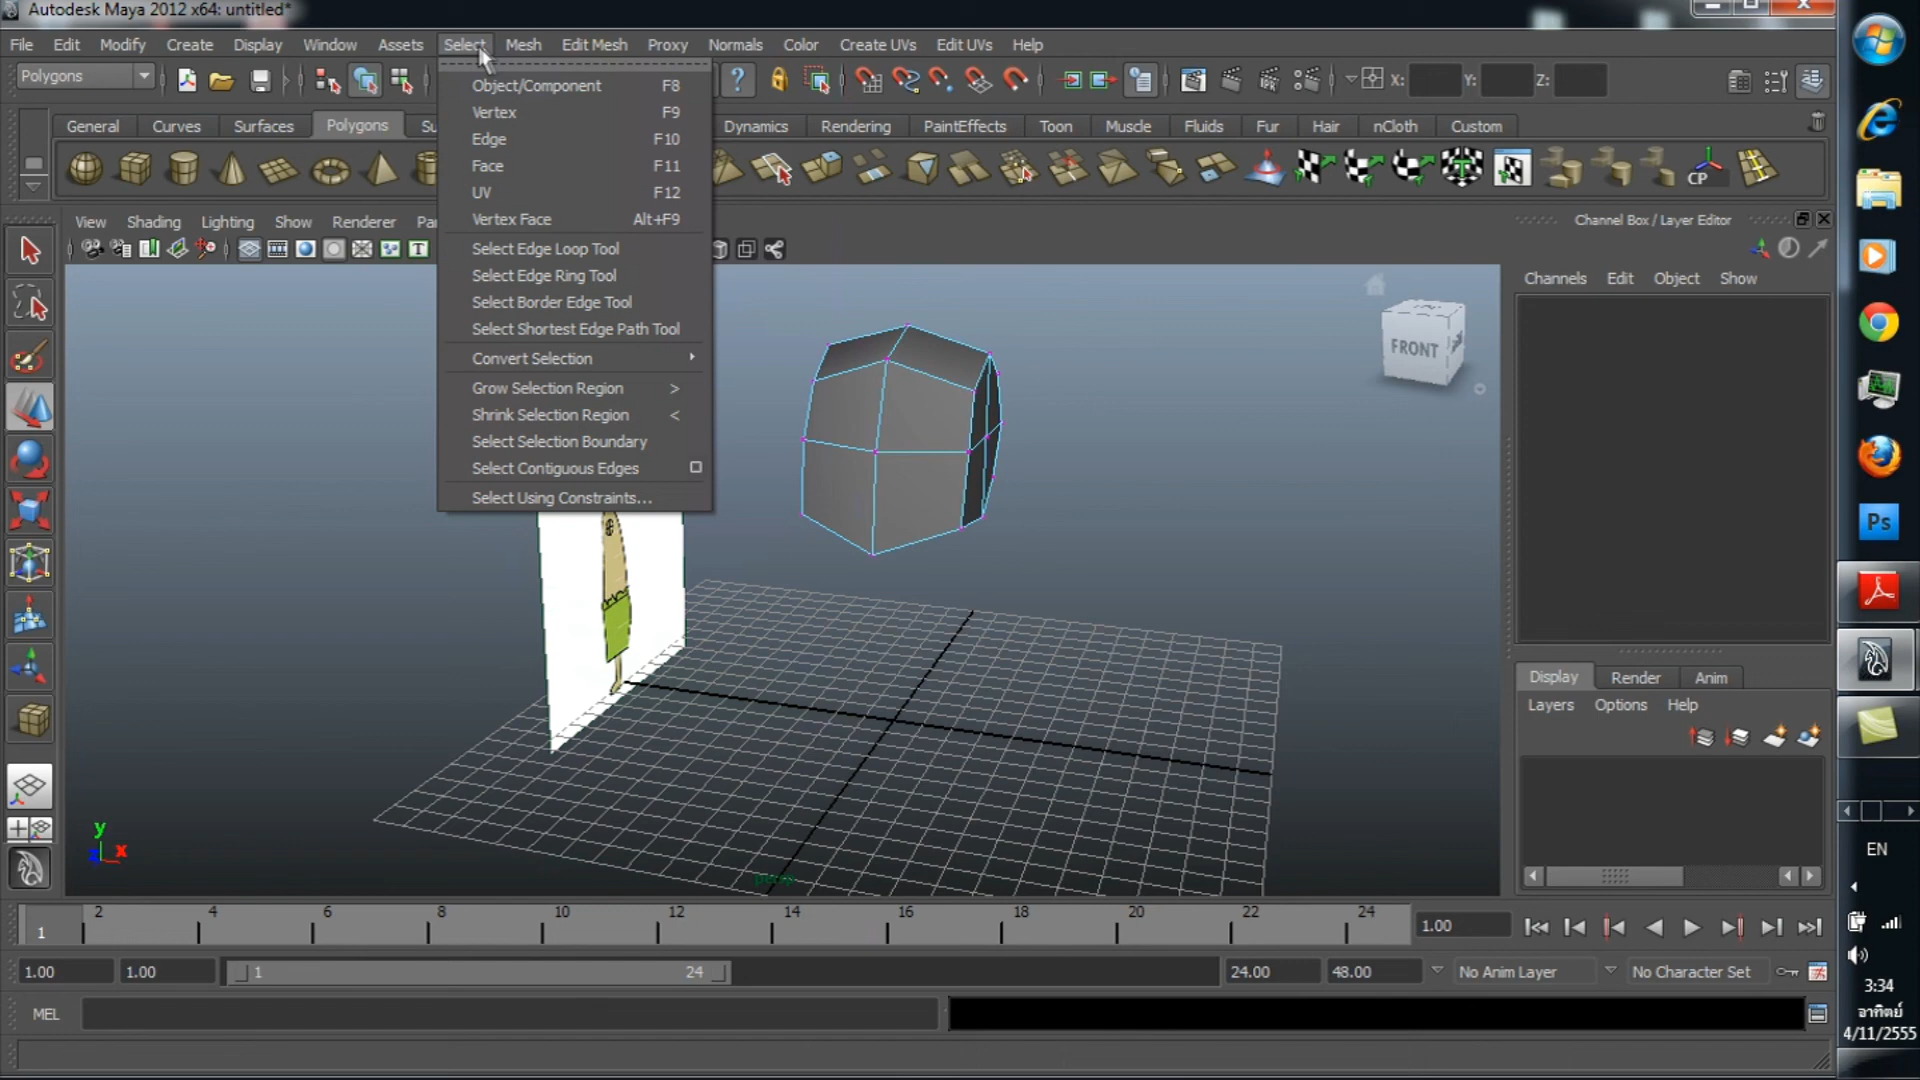 Autodesk Maya 2012 x64: untitled*
File Edit Modify Create Display Window Assets Select Mesh Edit Mesh Proxy Normals Color Create UVs Edit UVs Help
Polygons X: Y: Z:
General Curves Surfaces Polygons Su Dynamics Rendering PaintEffects Toon Muscle Fluids Fur Hair nCloth Custom
CP
View Shading Lighting Show Renderer Pa
Object/Component F8
Vertex F9
Edge F10
Face F11
UV F12
Vertex Face Alt+F9
Select Edge Loop Tool
Select Edge Ring Tool
Select Border Edge Tool
Select Shortest Edge Path Tool
Convert Selection
Grow Selection Region >
Shrink Selection Region <
Select Selection Boundary
Select Contiguous Edges
Select Using Constraints...
FRONT
y
x
z
persp
Channel Box / Layer Editor
Channels Edit Object Show
Display Render Anim
Layers Options Help
2 4 6 8 10 12 14 16 18 20 22 24
1 1.00
1.00 1.00 1 24 24.00 48.00 No Anim Layer No Character Set
MEL
Ps
EN
3:34
อาทิตย์
4/11/2555